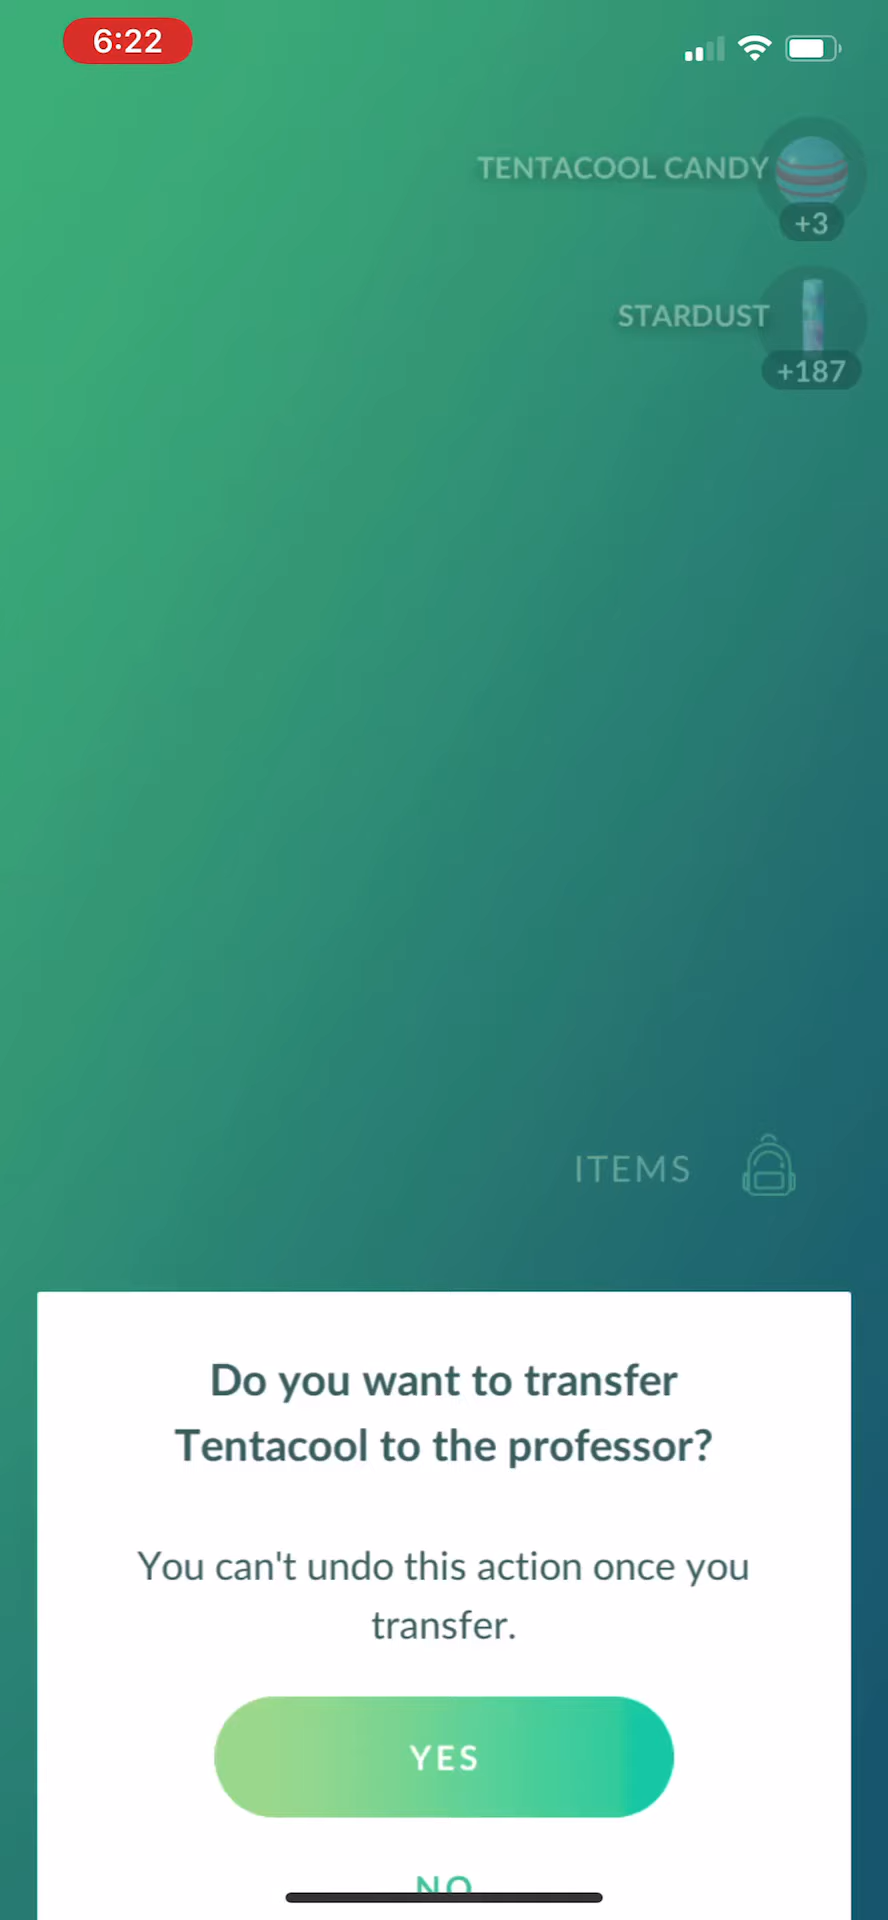 6:22
TENTACOOL CANDY
+3
STARDUST
+187
ITEMS
Do you want to transfer
Tentacool to the professor?
You can't undo this action once you
transfer.
YES
NO